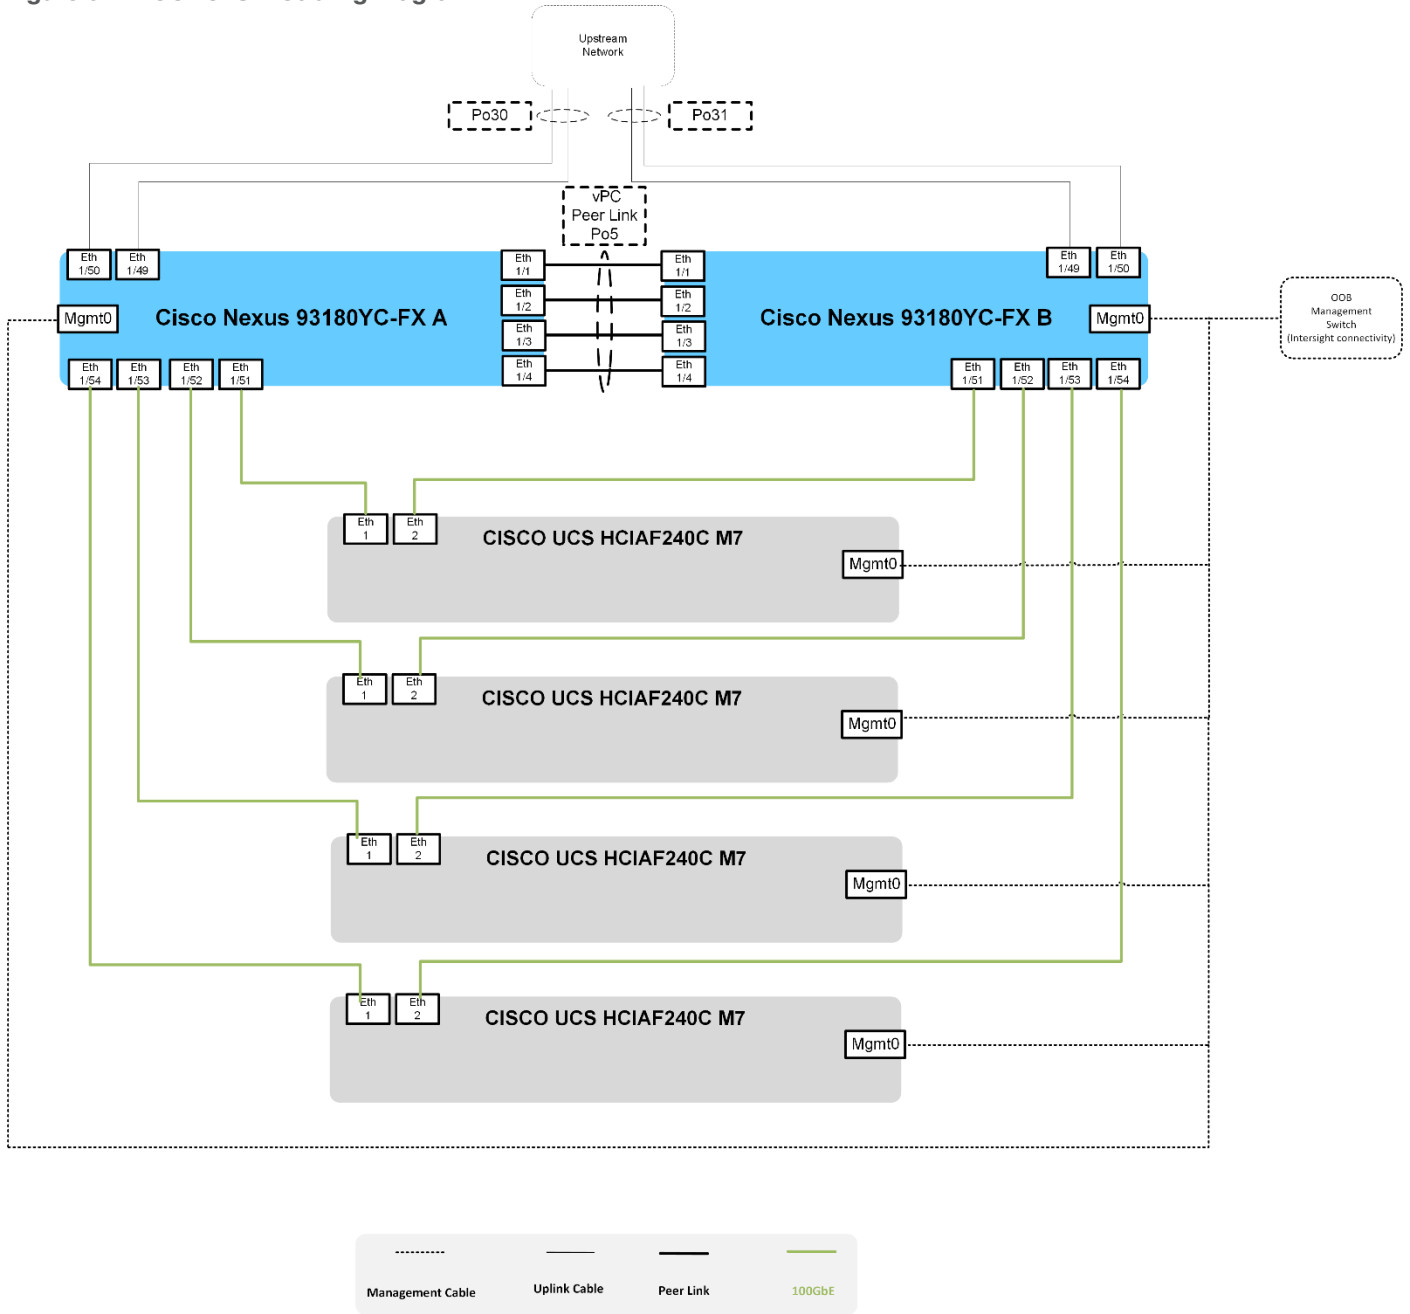 Upstream
Network
Po30
Po31
vPC
Peer Link
Po5
Eth
1/50
Eth
1/49
Eth
1/1
Eth
1/1
Eth
1/49
Eth
1/50
Eth
1/2
Eth
1/2
Mgmt0
Cisco Nexus 93180YC-FX A
Cisco Nexus 93180YC-FX B
Mgmt0
OOB
Management
Switch
(Intersight connectivity)
Eth
1/3
Eth
1/3
Eth
1/54
Eth
1/53
Eth
1/52
Eth
1/51
Eth
1/4
Eth
1/4
Eth
1/51
Eth
1/52
Eth
1/53
Eth
1/54
Eth
1
Eth
2
CISCO UCS HCIAF240C M7
Mgmt0
Eth
1
Eth
2
CISCO UCS HCIAF240C M7
Mgmt0
Eth
1
Eth
2
CISCO UCS HCIAF240C M7
Mgmt0
Eth
1
Eth
2
CISCO UCS HCIAF240C M7
Mgmt0
Management Cable
Uplink Cable
Peer Link
100GbE